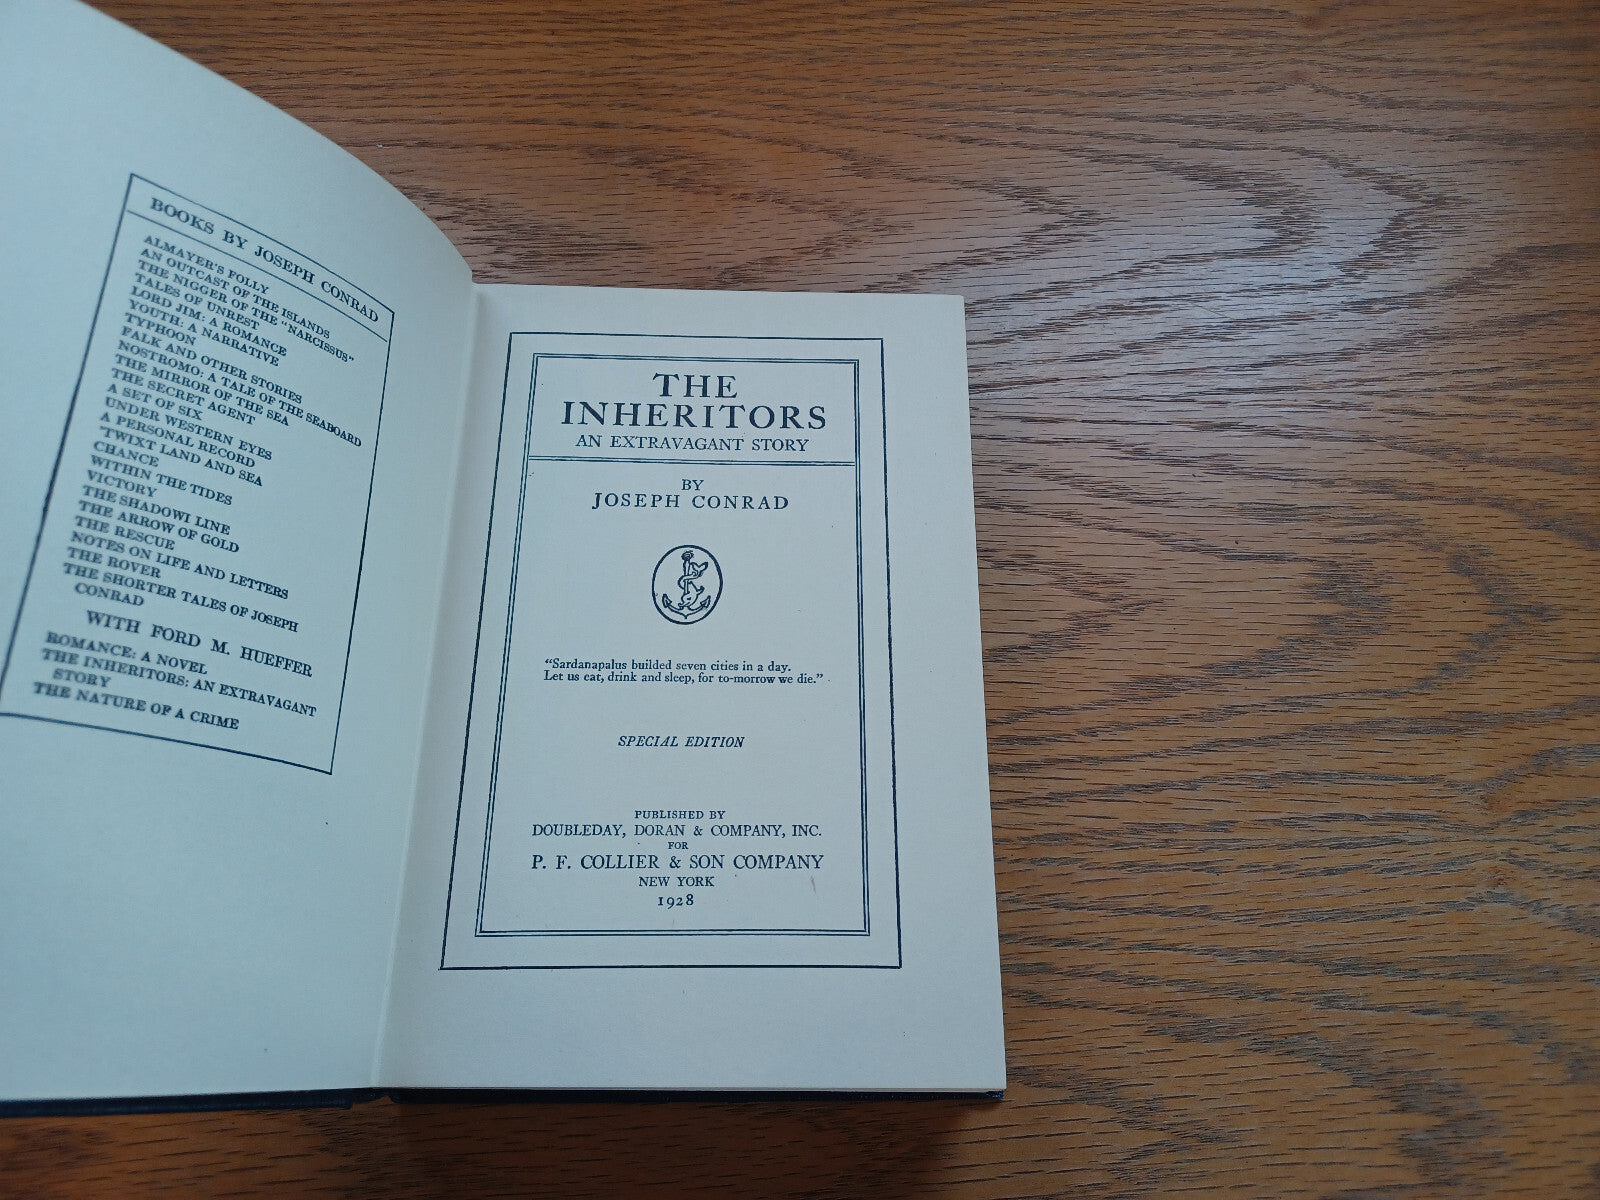 BOOKS BY JOSEPH CONRAD
ALMAYER'S FOLLY
AN OUTCAST OF THE ISLANDS
THE NIGGER OF THE "NARCISSUS"
TALES OF UNREST
LORD JIM: A ROMANCE
YOUTH: A NARRATIVE
TYPHOON
FALK AND OTHER STORIES
NOSTROMO: A TALE OF THE SEABOARD
THE MIRROR OF THE SEA
THE SECRET AGENT
A SET OF SIX
UNDER WESTERN EYES
A PERSONAL RECORD
'TWIXT LAND AND SEA
CHANCE
WITHIN THE TIDES
VICTORY
THE SHADOWI LINE
THE ARROW OF GOLD
THE RESCUE
NOTES ON LIFE AND LETTERS
THE ROVER
THE SHORTER TALES OF JOSEPH
CONRAD
WITH FORD M. HUEFFER
ROMANCE: A NOVEL
THE INHERITORS: AN EXTRAVAGANT
STORY
THE NATURE OF A CRIME
THE
INHERITORS
AN EXTRAVAGANT STORY
BY
JOSEPH CONRAD
"Sardanapalus builded seven cities in a day.
Let us eat, drink and sleep, for to-morrow we die."
SPECIAL EDITION
PUBLISHED BY
DOUBLEDAY, DORAN & COMPANY, INC.
FOR
P. F. COLLIER & SON COMPANY
NEW YORK
1928